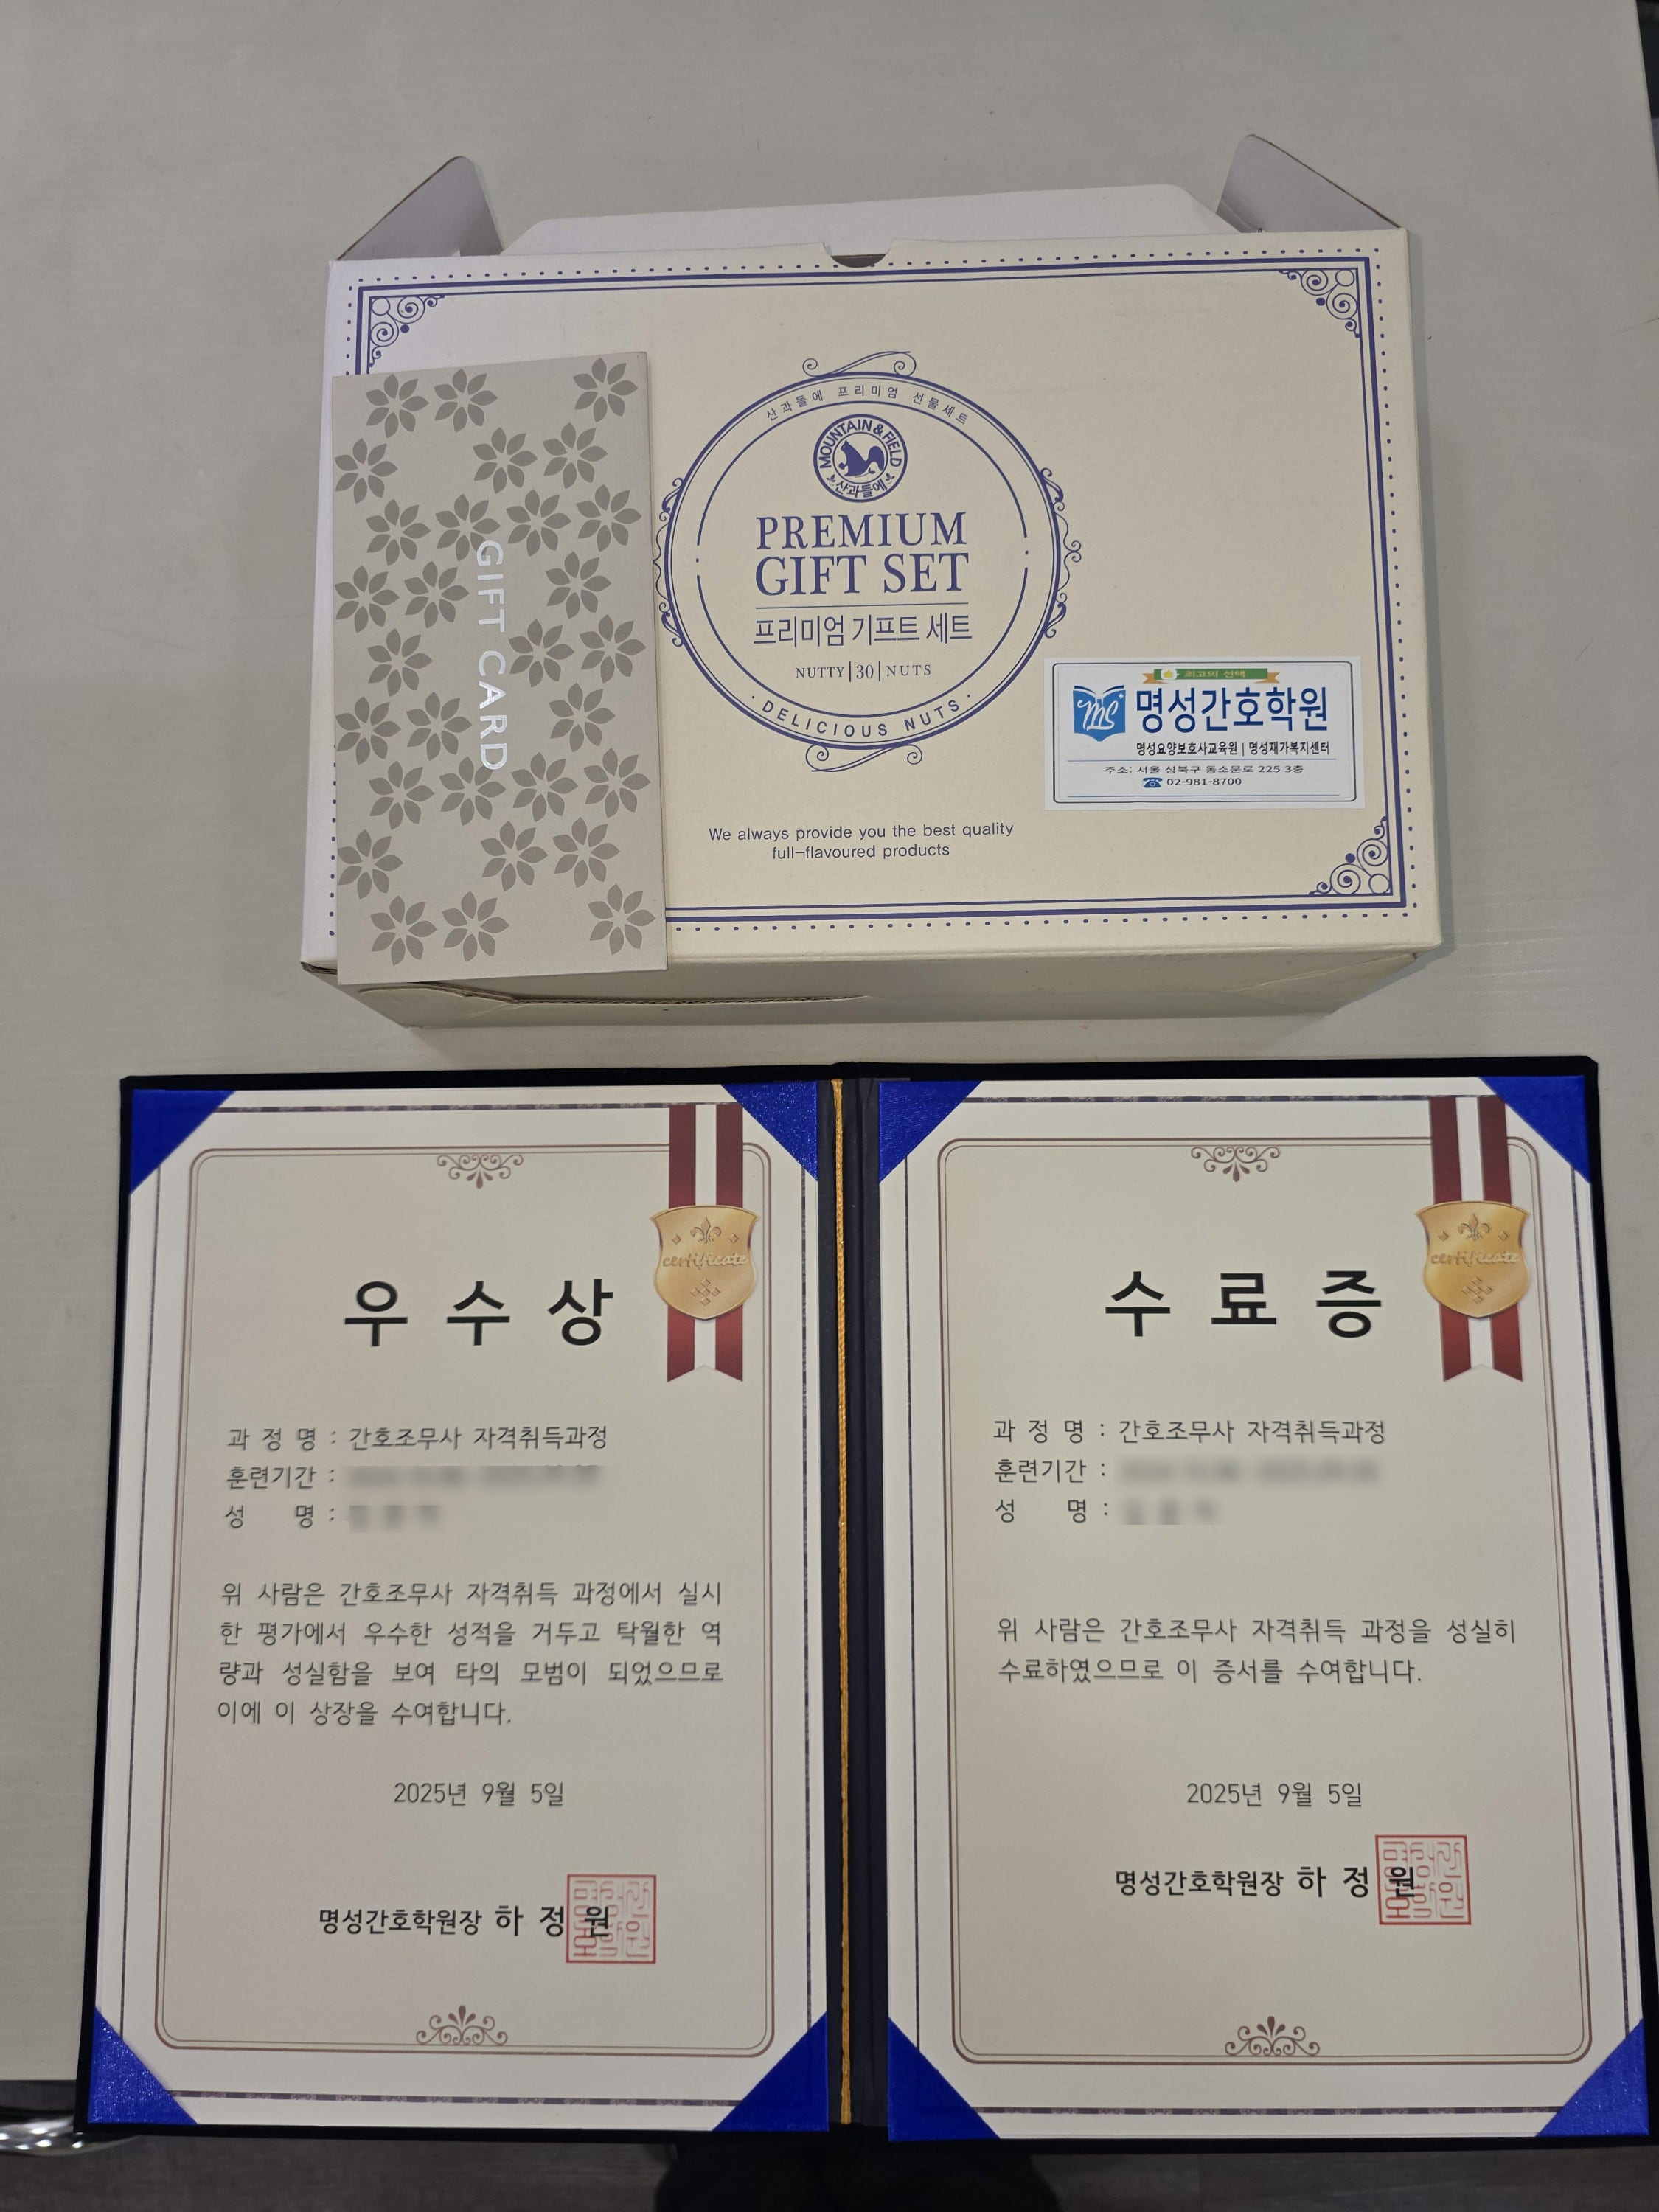 산과들에 프리미엄 선물세트
MOUNTAIN & FIELD
산과들에
PREMIUM
GIFT SET
프리미엄 기프트 세트
NUTTY|30|NUTS
· DELICIOUS NUTS ·
We always provide you the best quality
full-flavoured products
GIFT CARD
최고의 선택
MS
명성간호학원
명성요양보호사교육원 | 명성재가복지센터
주소: 서울 성북구 동소문로 225 3층
☎ 02-981-8700
certificate
우 수 상
과 정 명 : 간호조무사 자격취득과정
훈련기간 :
성 명 :
위 사람은 간호조무사 자격취득 과정에서 실시
한 평가에서 우수한 성적을 거두고 탁월한 역
량과 성실함을 보여 타의 모범이 되었으므로
이에 이 상장을 수여합니다.
2025년 9월 5일
명성간호학원장 하 정 원
certificate
수 료 증
과 정 명 : 간호조무사 자격취득과정
훈련기간 :
성 명 :
위 사람은 간호조무사 자격취득 과정을 성실히
수료하였으므로 이 증서를 수여합니다.
2025년 9월 5일
명성간호학원장 하 정 원